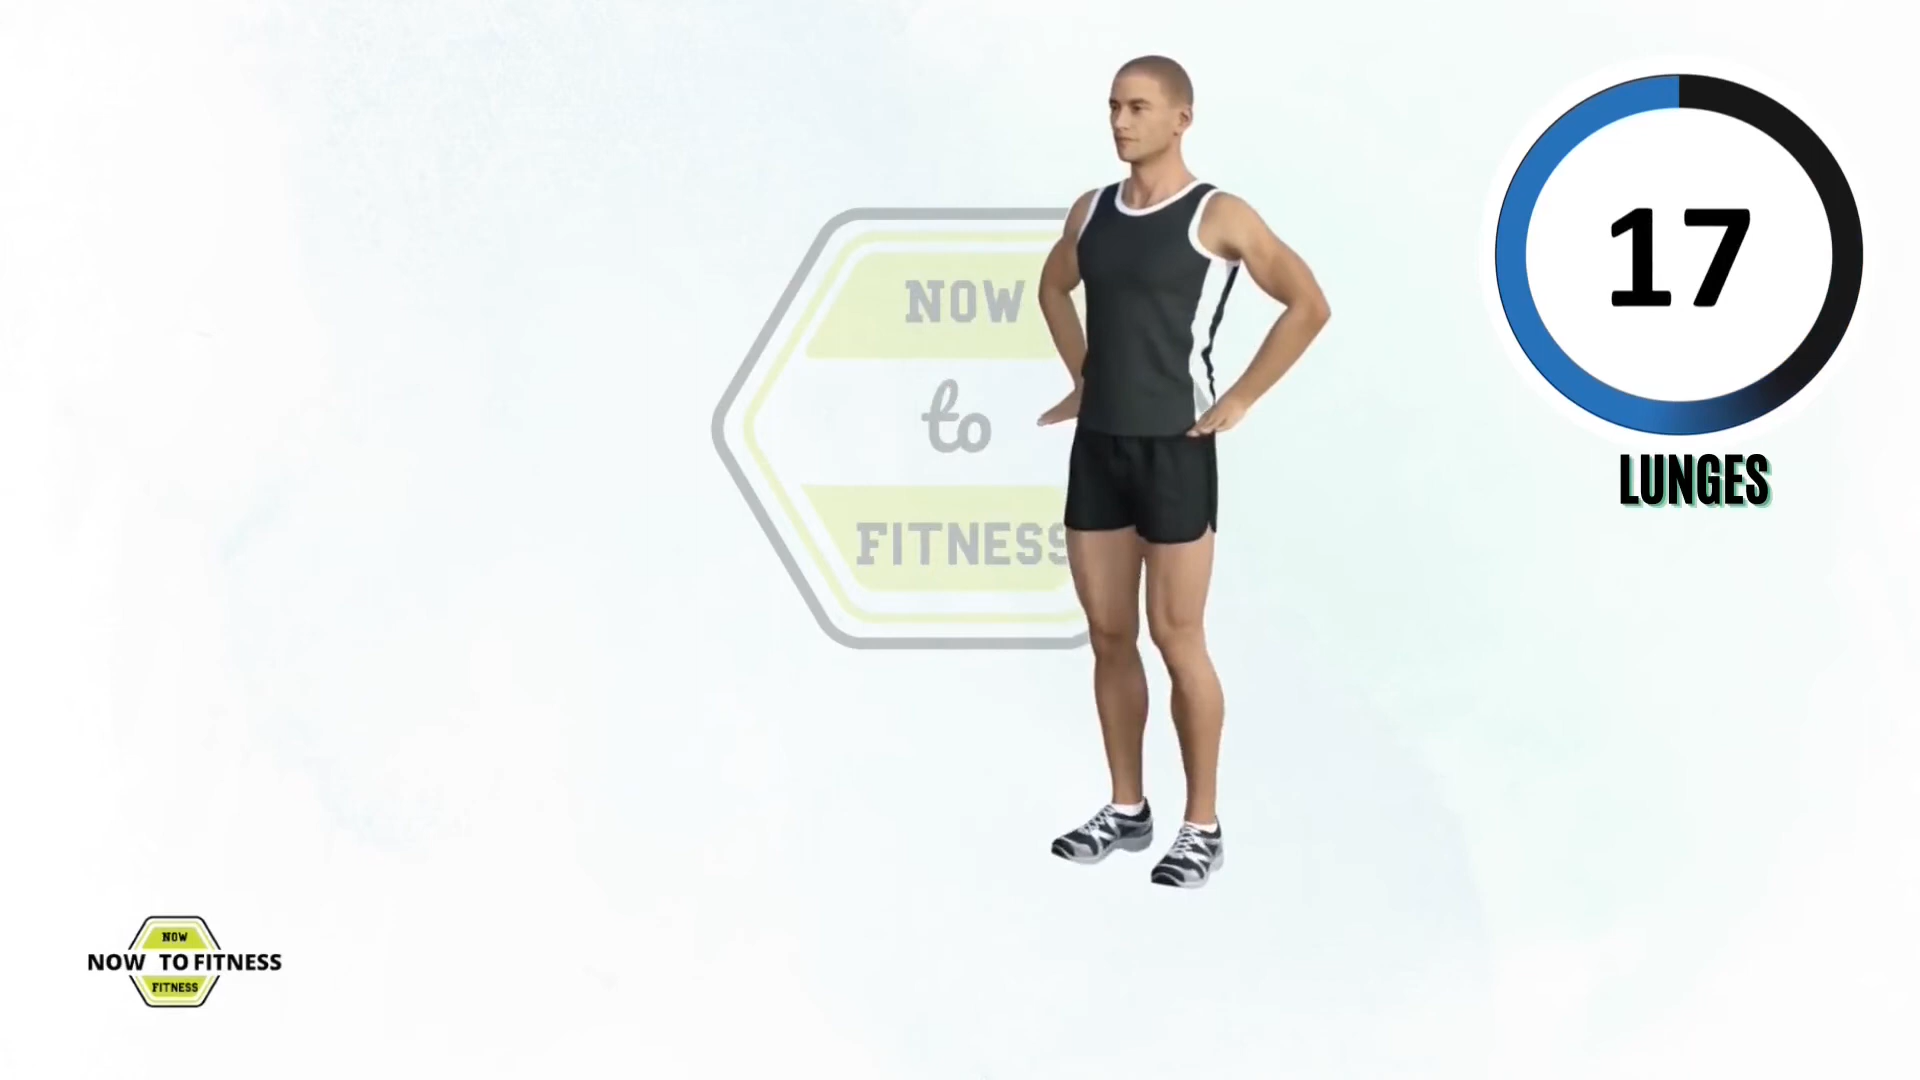 NOW
to
FITNESS
17
LUNGES
NOW
NOW TO FITNESS
FITNESS